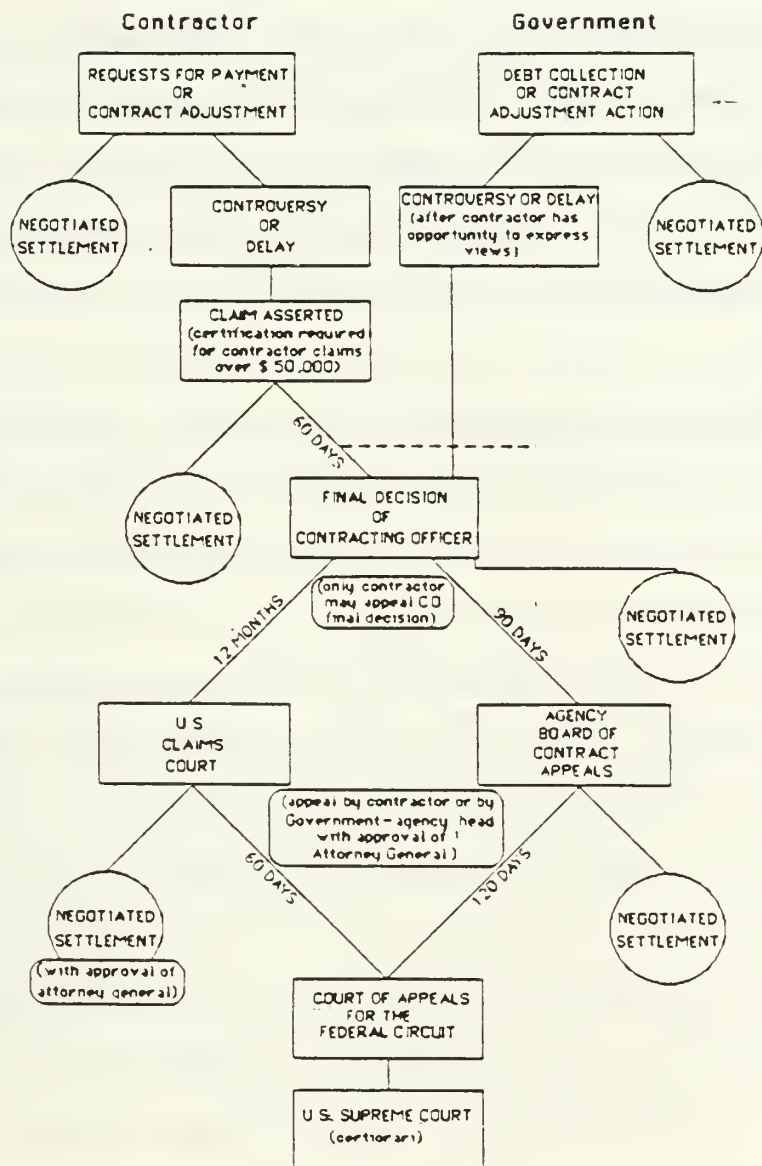 Contractor
Government
REQUESTS FOR PAYMENT
OR
CONTRACT ADJUSTMENT
DEBT COLLECTION
OR CONTRACT
ADJUSTMENT ACTION
NEGOTIATED
SETTLEMENT
CONTROVERSY
OR
DELAY
CONTROVERSY OR DELAY
(after contractor has
opportunity to express
views)
NEGOTIATED
SETTLEMENT
CLAIM ASSERTED
(certification required
for contractor claims
over $ 50,000)
60 DAYS
NEGOTIATED
SETTLEMENT
FINAL DECISION
OF
CONTRACTING OFFICER
(only contractor
may appeal CO
final decision)
NEGOTIATED
SETTLEMENT
12 MONTHS
90 DAYS
U S
CLAIMS
COURT
AGENCY
BOARD OF
CONTRACT
APPEALS
(appeal by contractor or by
Government-agency head
with approval of
Attorney General)
60 DAYS
120 DAYS
NEGOTIATED
SETTLEMENT
(with approval of
attorney general)
NEGOTIATED
SETTLEMENT
COURT OF APPEALS
FOR THE
FEDERAL CIRCUIT
U.S. SUPREME COURT
(certiorari)